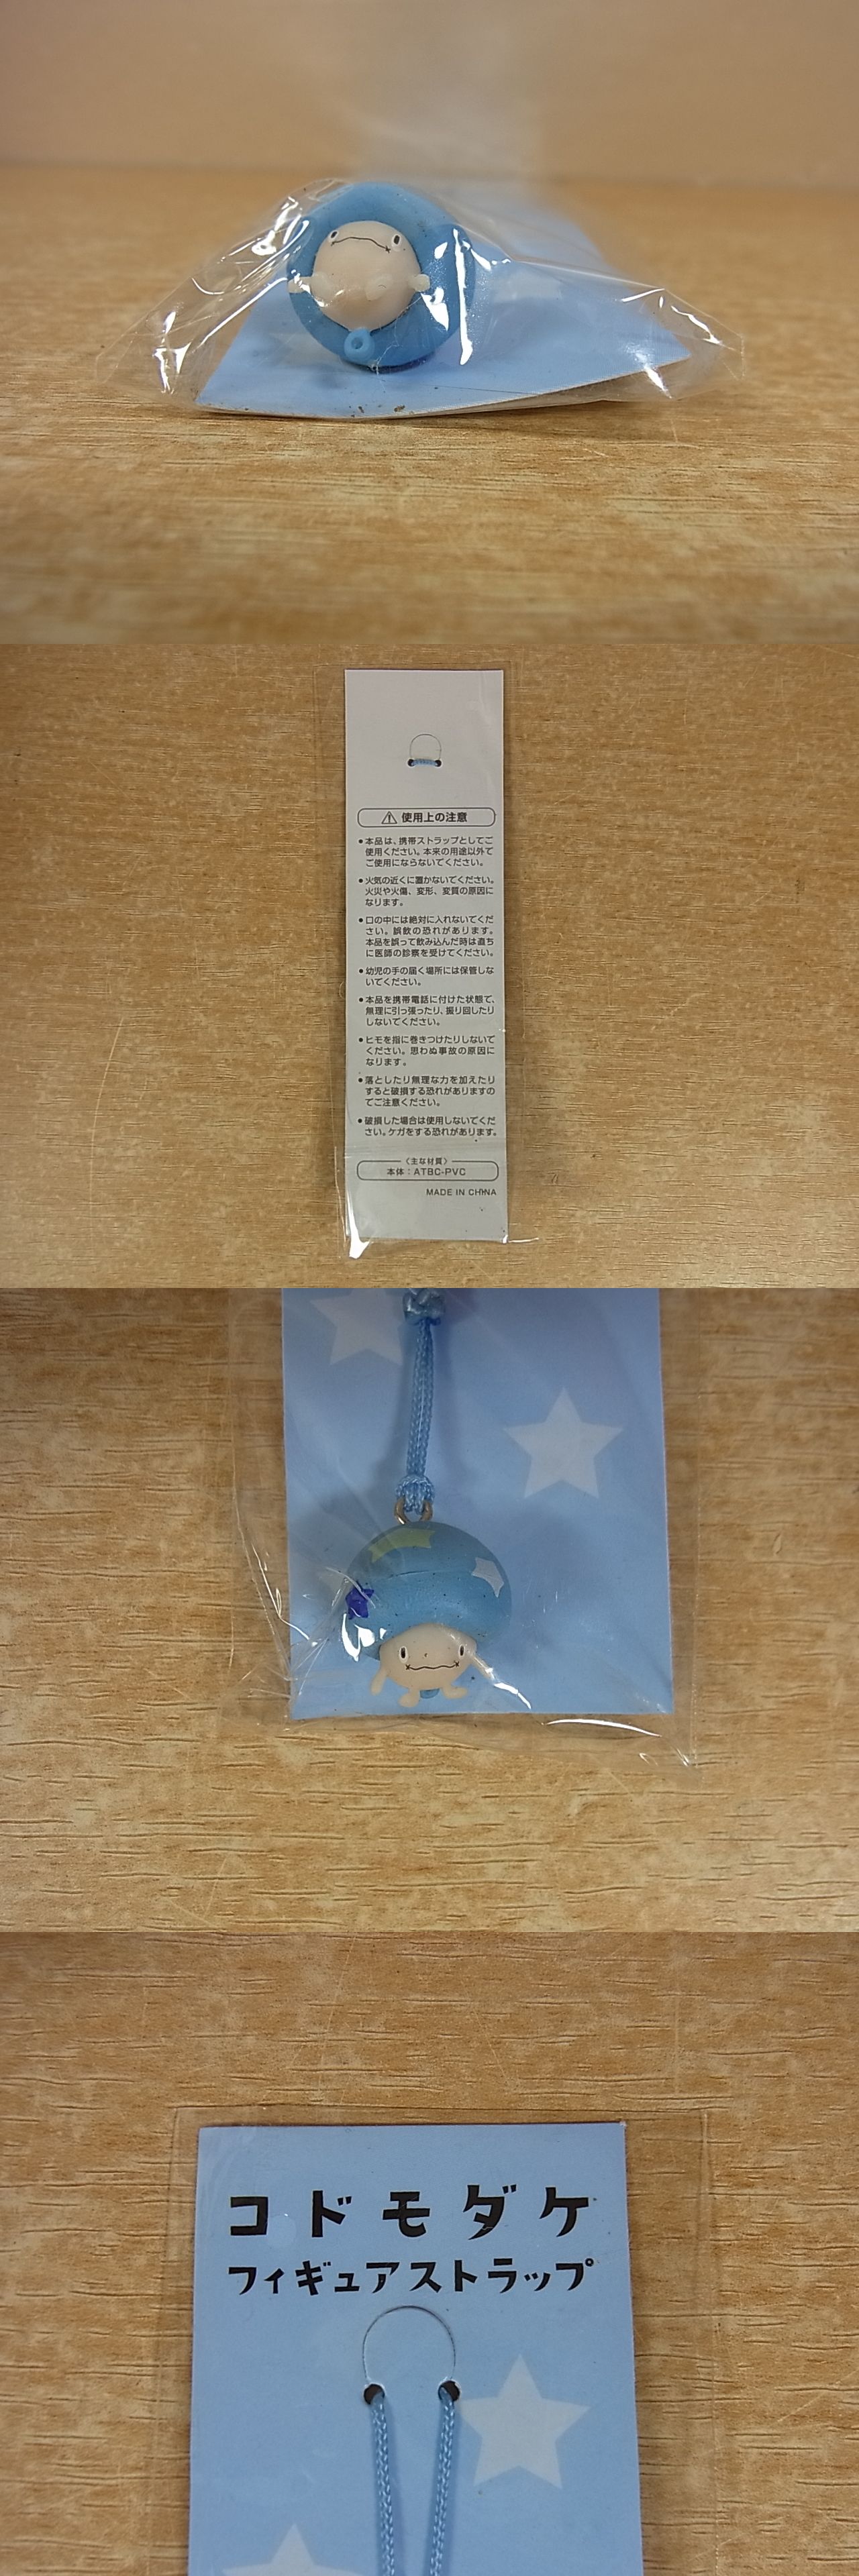 ⚠ 使用上の注意
●本品は、携帯ストラップとしてご
使用ください。本来の用途以外で
ご使用にならないでください。
●火気の近くに置かないでください。
火災や火傷、変形、変質の原因に
なります。
●口の中には絶対に入れないでくだ
さい。誤飲の恐れがあります。
本品を誤って飲み込んだ時は直ち
に医師の診察を受けてください。
●幼児の手の届く場所には保管しな
いでください。
●本品を携帯電話に付けた状態で、
無理に引っ張ったり、振り回したり
しないでください。
●ヒモを指に巻きつけたりしないで
ください。思わぬ事故の原因に
なります。
●落としたり無理な力を加えたり
すると破損する恐れがありますの
でご注意ください。
●破損した場合は使用しないでくだ
さい。ケガをする恐れがあります。
〈主な材質〉
本体：ATBC-PVC
MADE IN CHINA
コドモダケ
フィギュアストラップ